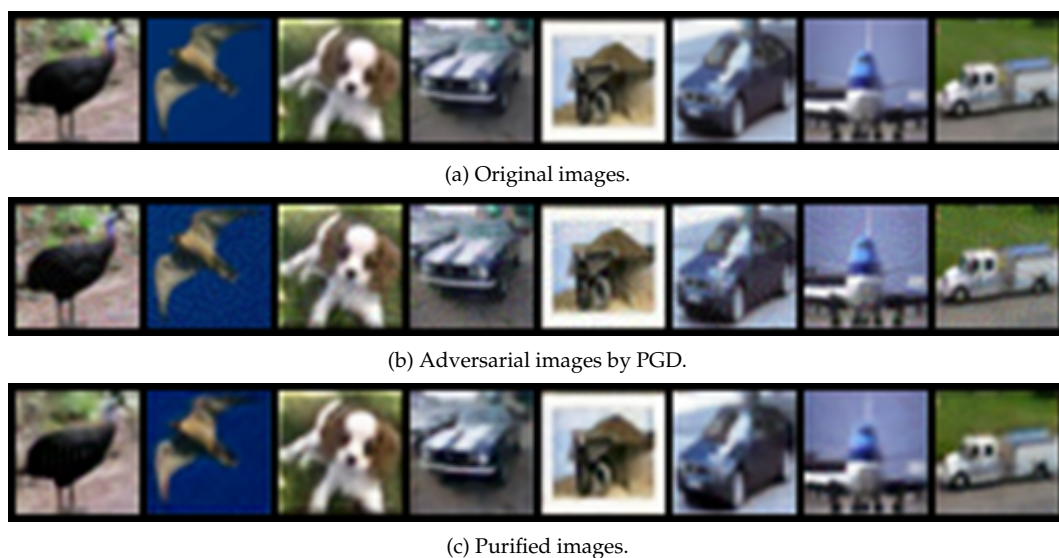 (a) Original images.
(b) Adversarial images by PGD.
(c) Purified images.